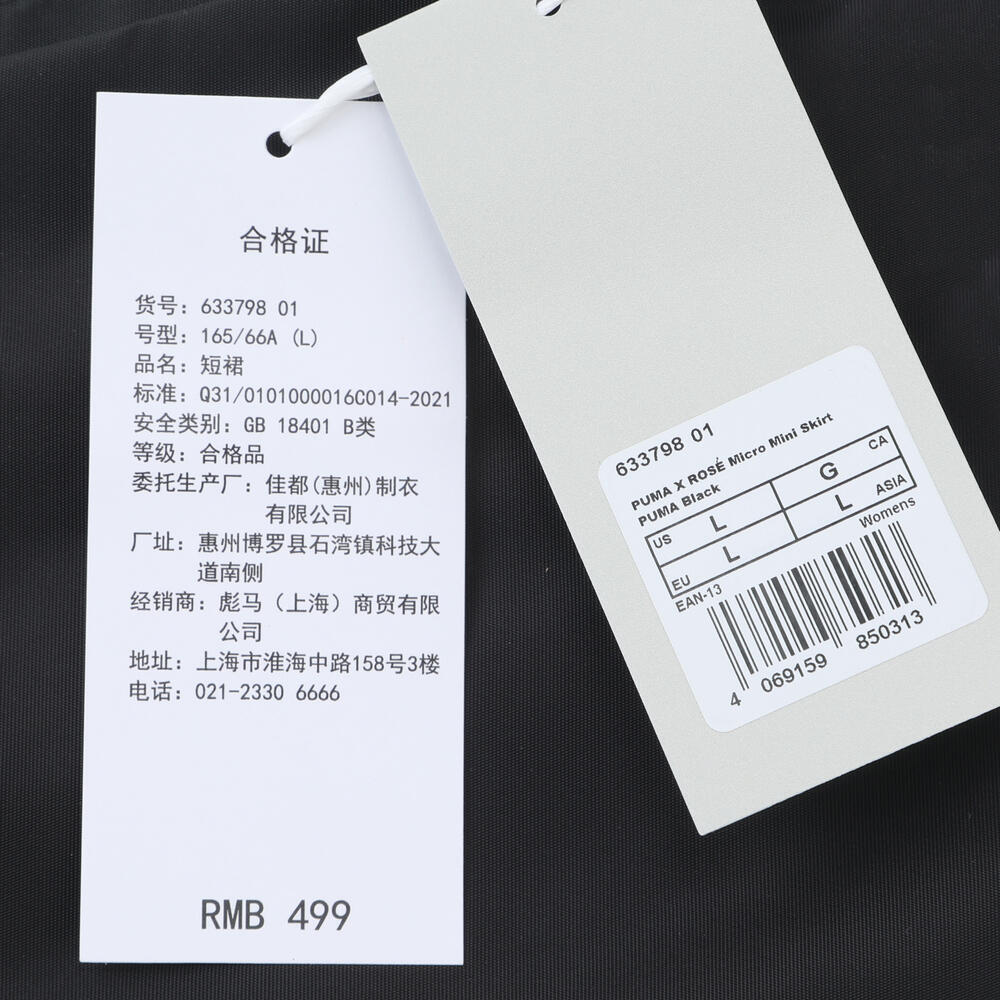 合格证
货号：633798 01
号型：165/66A (L)
品名：短裙
标准：Q31/0101000016C014-2021
安全类别：GB 18401 B类
等级：合格品
委托生产厂：佳都(惠州)制衣
有限公司
厂址：惠州博罗县石湾镇科技大
道南侧
经销商：彪马（上海）商贸有限
公司
地址：上海市淮海中路158号3楼
电话：021-2330 6666
RMB 499
633798 01
PUMA X ROSÉ Micro Mini Skirt
PUMA Black
US L G CA
EU L L ASIA
EAN-13 Womens
4 069159 850313